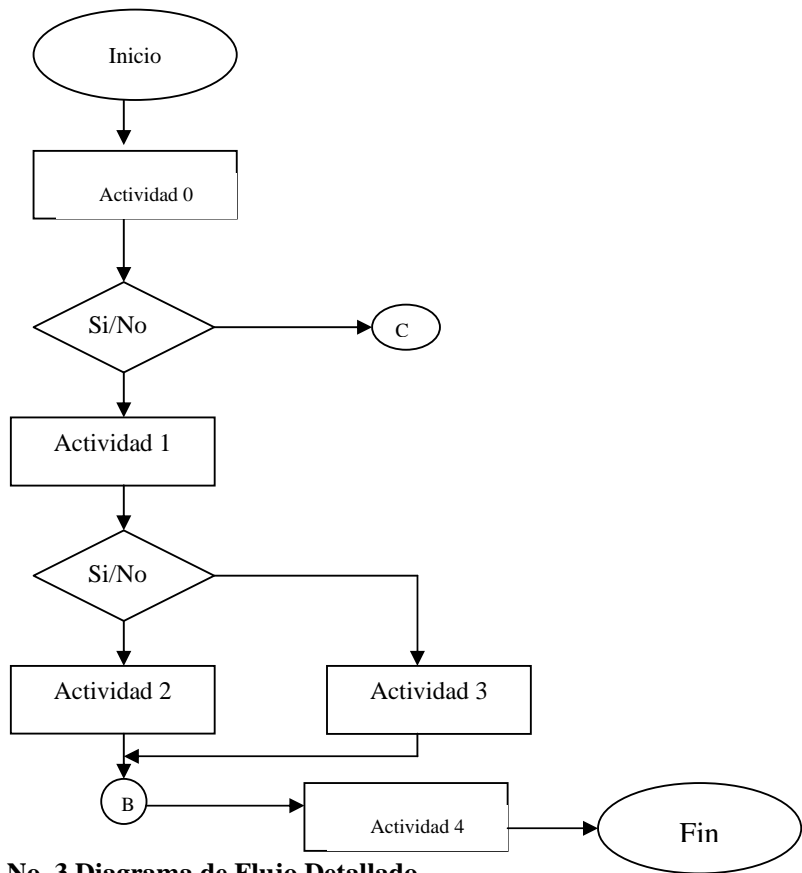 Inicio
Actividad 0
Si/No
C
Actividad 1
Si/No
Actividad 2
Actividad 3
B
Actividad 4
Fin
No. 3 Diagrama de Flujo Detallado